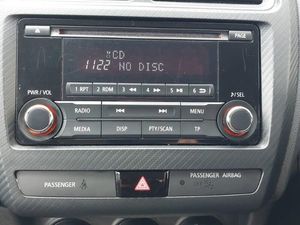 PAGE
CD
1122 NO DISC
PWR / VOL
♪/SEL
1 RPT 2 RDM 3 ◀◀ 4 ▶▶ 5 ▶/II 6 ↩
RADIO |◀◀ ▶▶| MENU
MEDIA DISP PTY/SCAN TP
PASSENGER PASSENGER AIRBAG